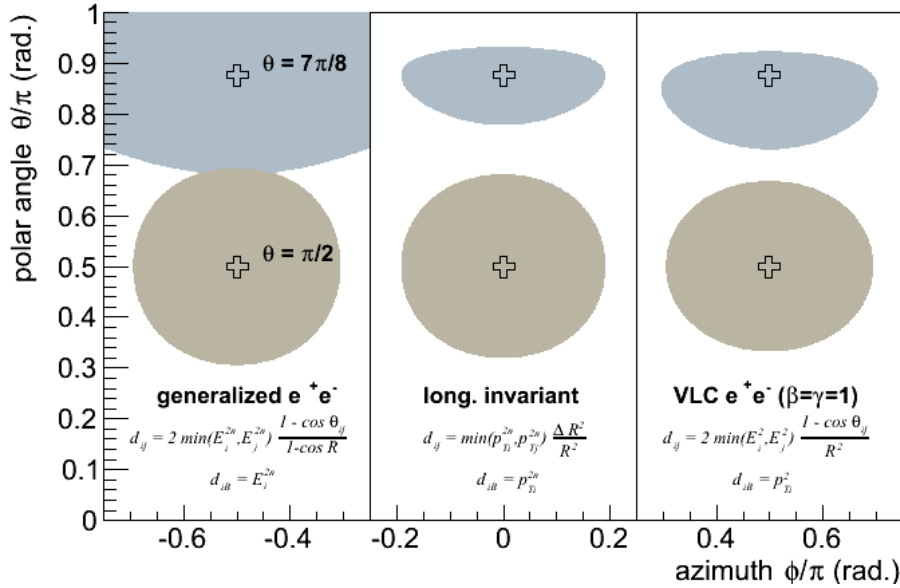 polar angle θ/π (rad.)
1
0.9
0.8
0.7
0.6
0.5
0.4
0.3
0.2
0.1
0
θ = 7π/8
θ = π/2
generalized e⁺e⁻
d_ij = 2 min(E_i^2n, E_j^2n) (1 - cos θ_ij)/(1-cos R)
d_iB = E_i^2n
long. invariant
d_ij = min(p_Ti^2n, p_Tj^2n) Δ R²/R²
d_iB = p_Ti^2n
VLC e⁺e⁻ (β=γ=1)
d_ij = 2 min(E_i^2, E_j^2) (1 - cos θ_ij)/R²
d_iB = p_Ti^2
-0.6 -0.4 -0.2 0 0.2 0.4 0.6
azimuth ϕ/π (rad.)